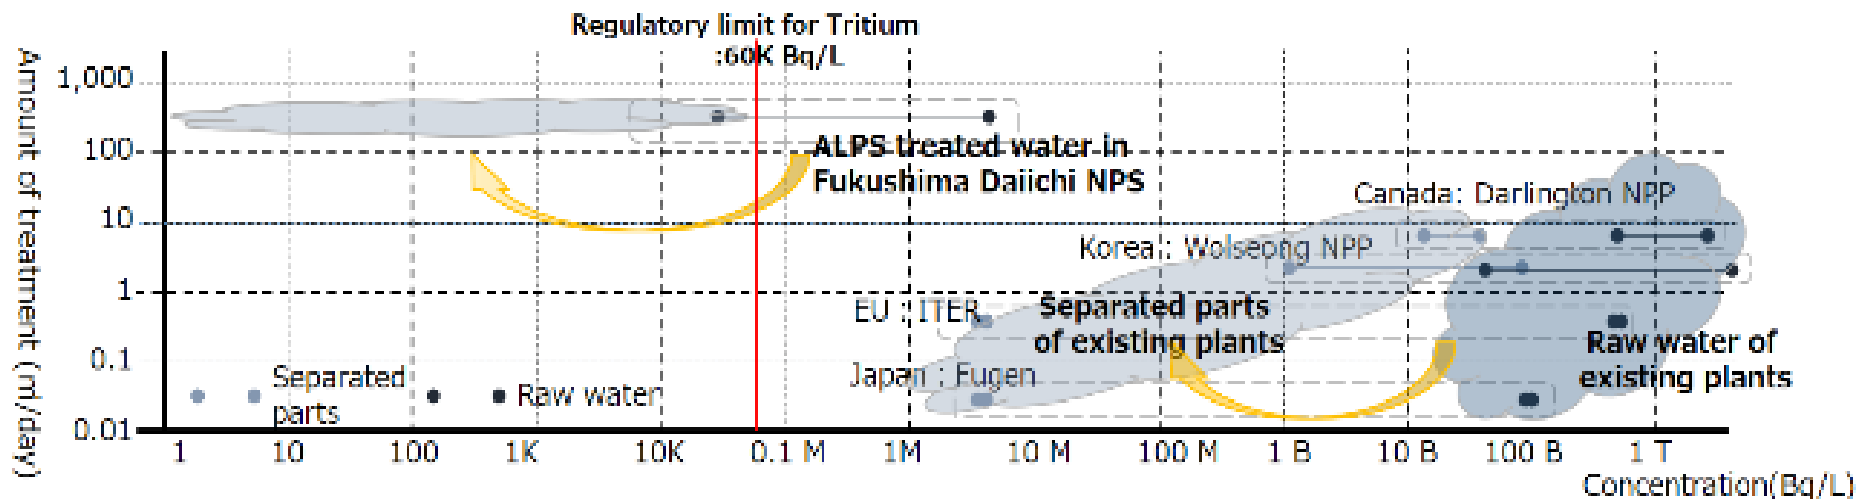 Regulatory limit for Tritium
:60K Bq/L
Amount of treatment (㎥/day)
1,000
100
10
1
0.1
0.01
ALPS treated water in
Fukushima Daiichi NPS
Canada: Darlington NPP
Korea : Wolseong NPP
EU : ITER
Separated parts
of existing plants
Japan : Fugen
Raw water of
existing plants
Separated
parts
Raw water
1 10 100 1K 10K 0.1 M 1M 10 M 100 M 1 B 10 B 100 B 1 T
Concentration(Bq/L)